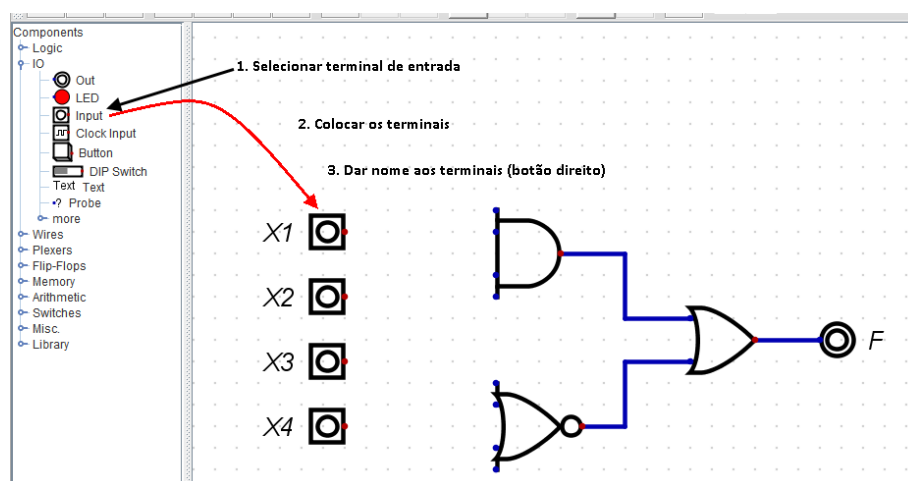 Components
Logic
IO
Out
LED
Input
Clock Input
Button
DIP Switch
Text Text
Probe
more
Wires
Plexers
Flip-Flops
Memory
Arithmetic
Switches
Misc.
Library
1. Selecionar terminal de entrada
2. Colocar os terminais
3. Dar nome aos terminais (botão direito)
X1
X2
X3
X4
F